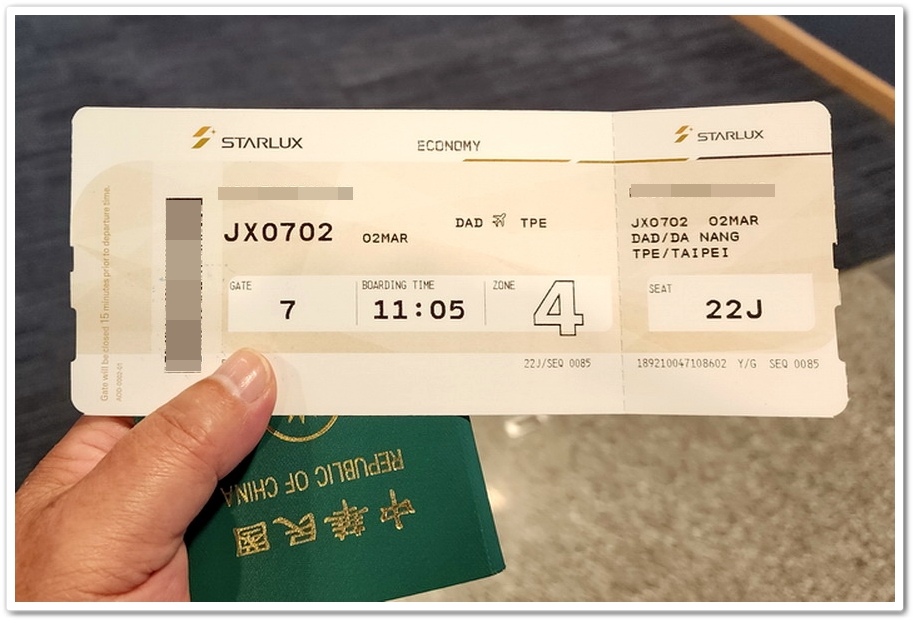 STARLUX
ECONOMY
JX0702 02MAR DAD TPE
GATE BOARDING TIME ZONE
7 11:05 4
22J/SEQ 0085
Gate will be closed 15 minutes prior to departure time.
STARLUX
JX0702 02MAR
DAD/DA NANG
TPE/TAIPEI
SEAT
22J
189210047108602 Y/G SEQ 0085
中華民國
REPUBLIC OF CHINA